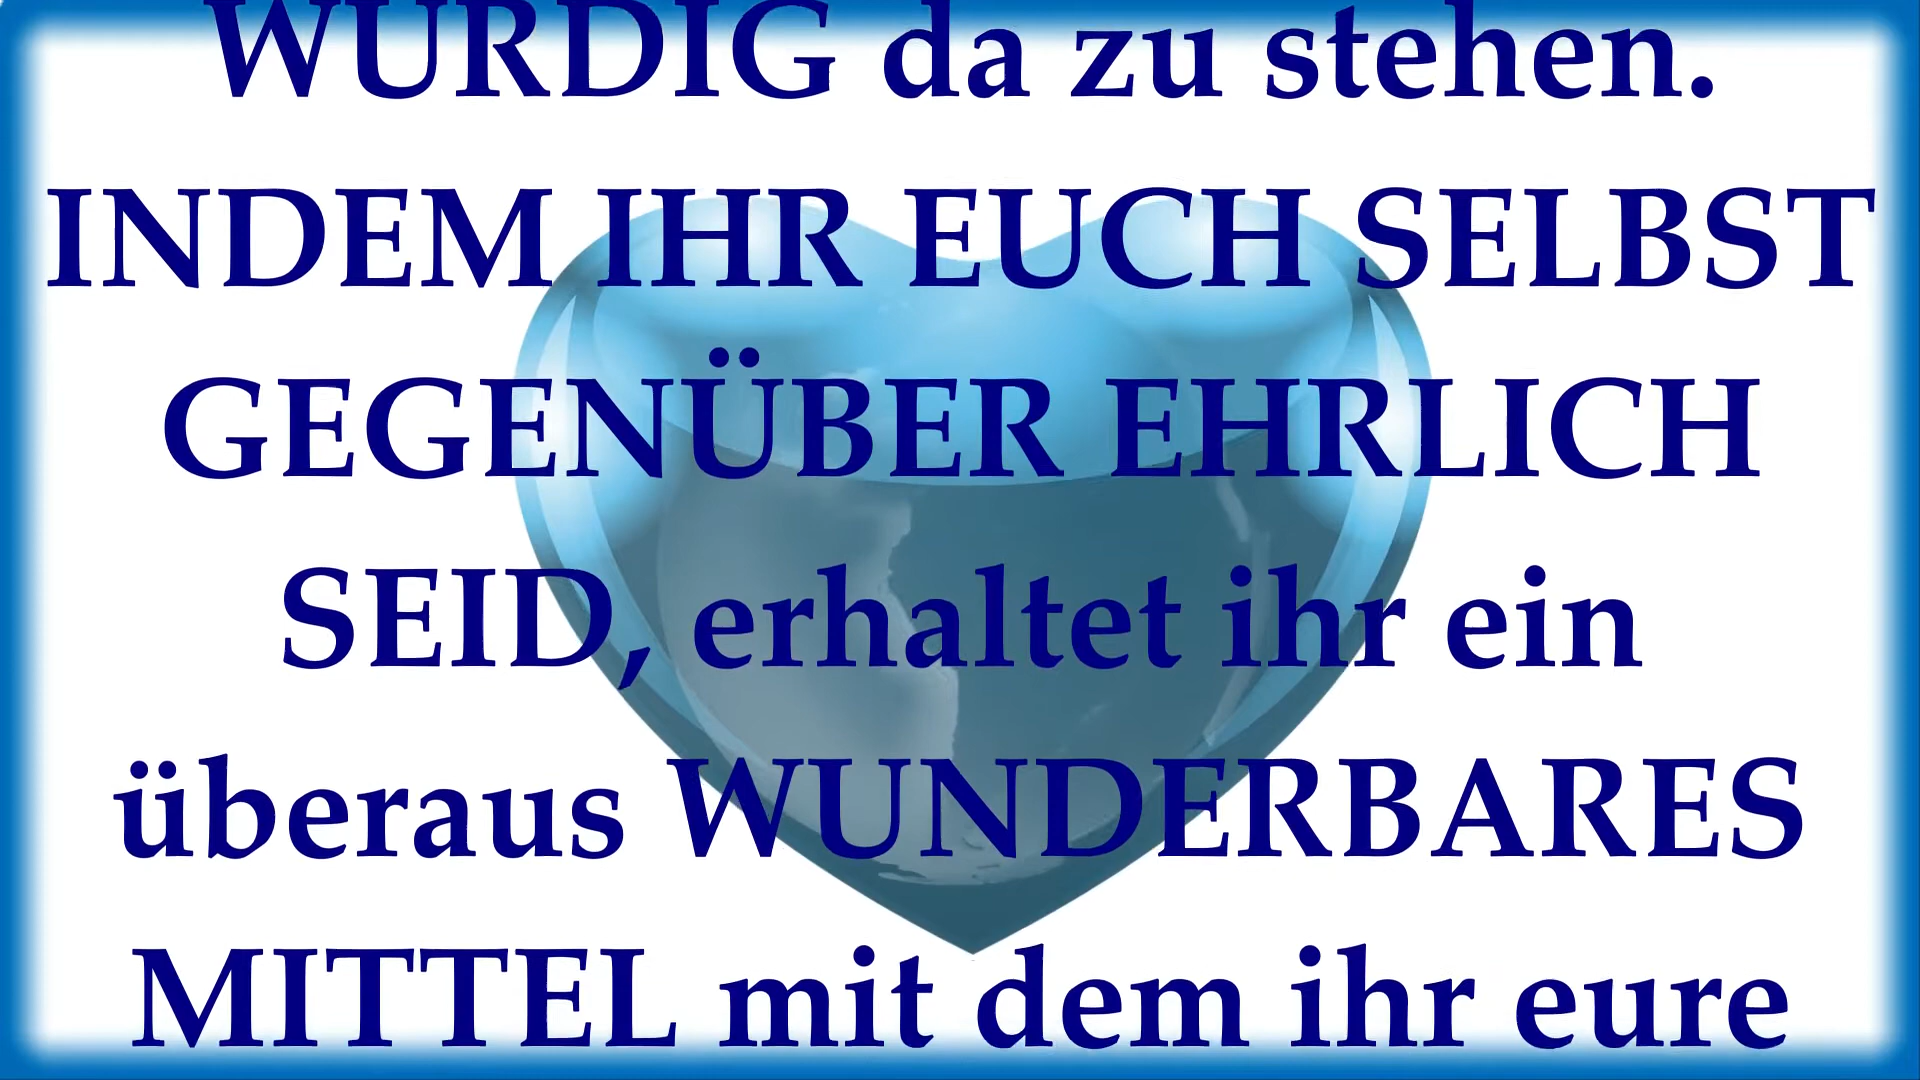 WÜRDIG da zu stehen.
INDEM IHR EUCH SELBST
GEGENÜBER EHRLICH
SEID, erhaltet ihr ein
überaus WUNDERBARES
MITTEL mit dem ihr eure